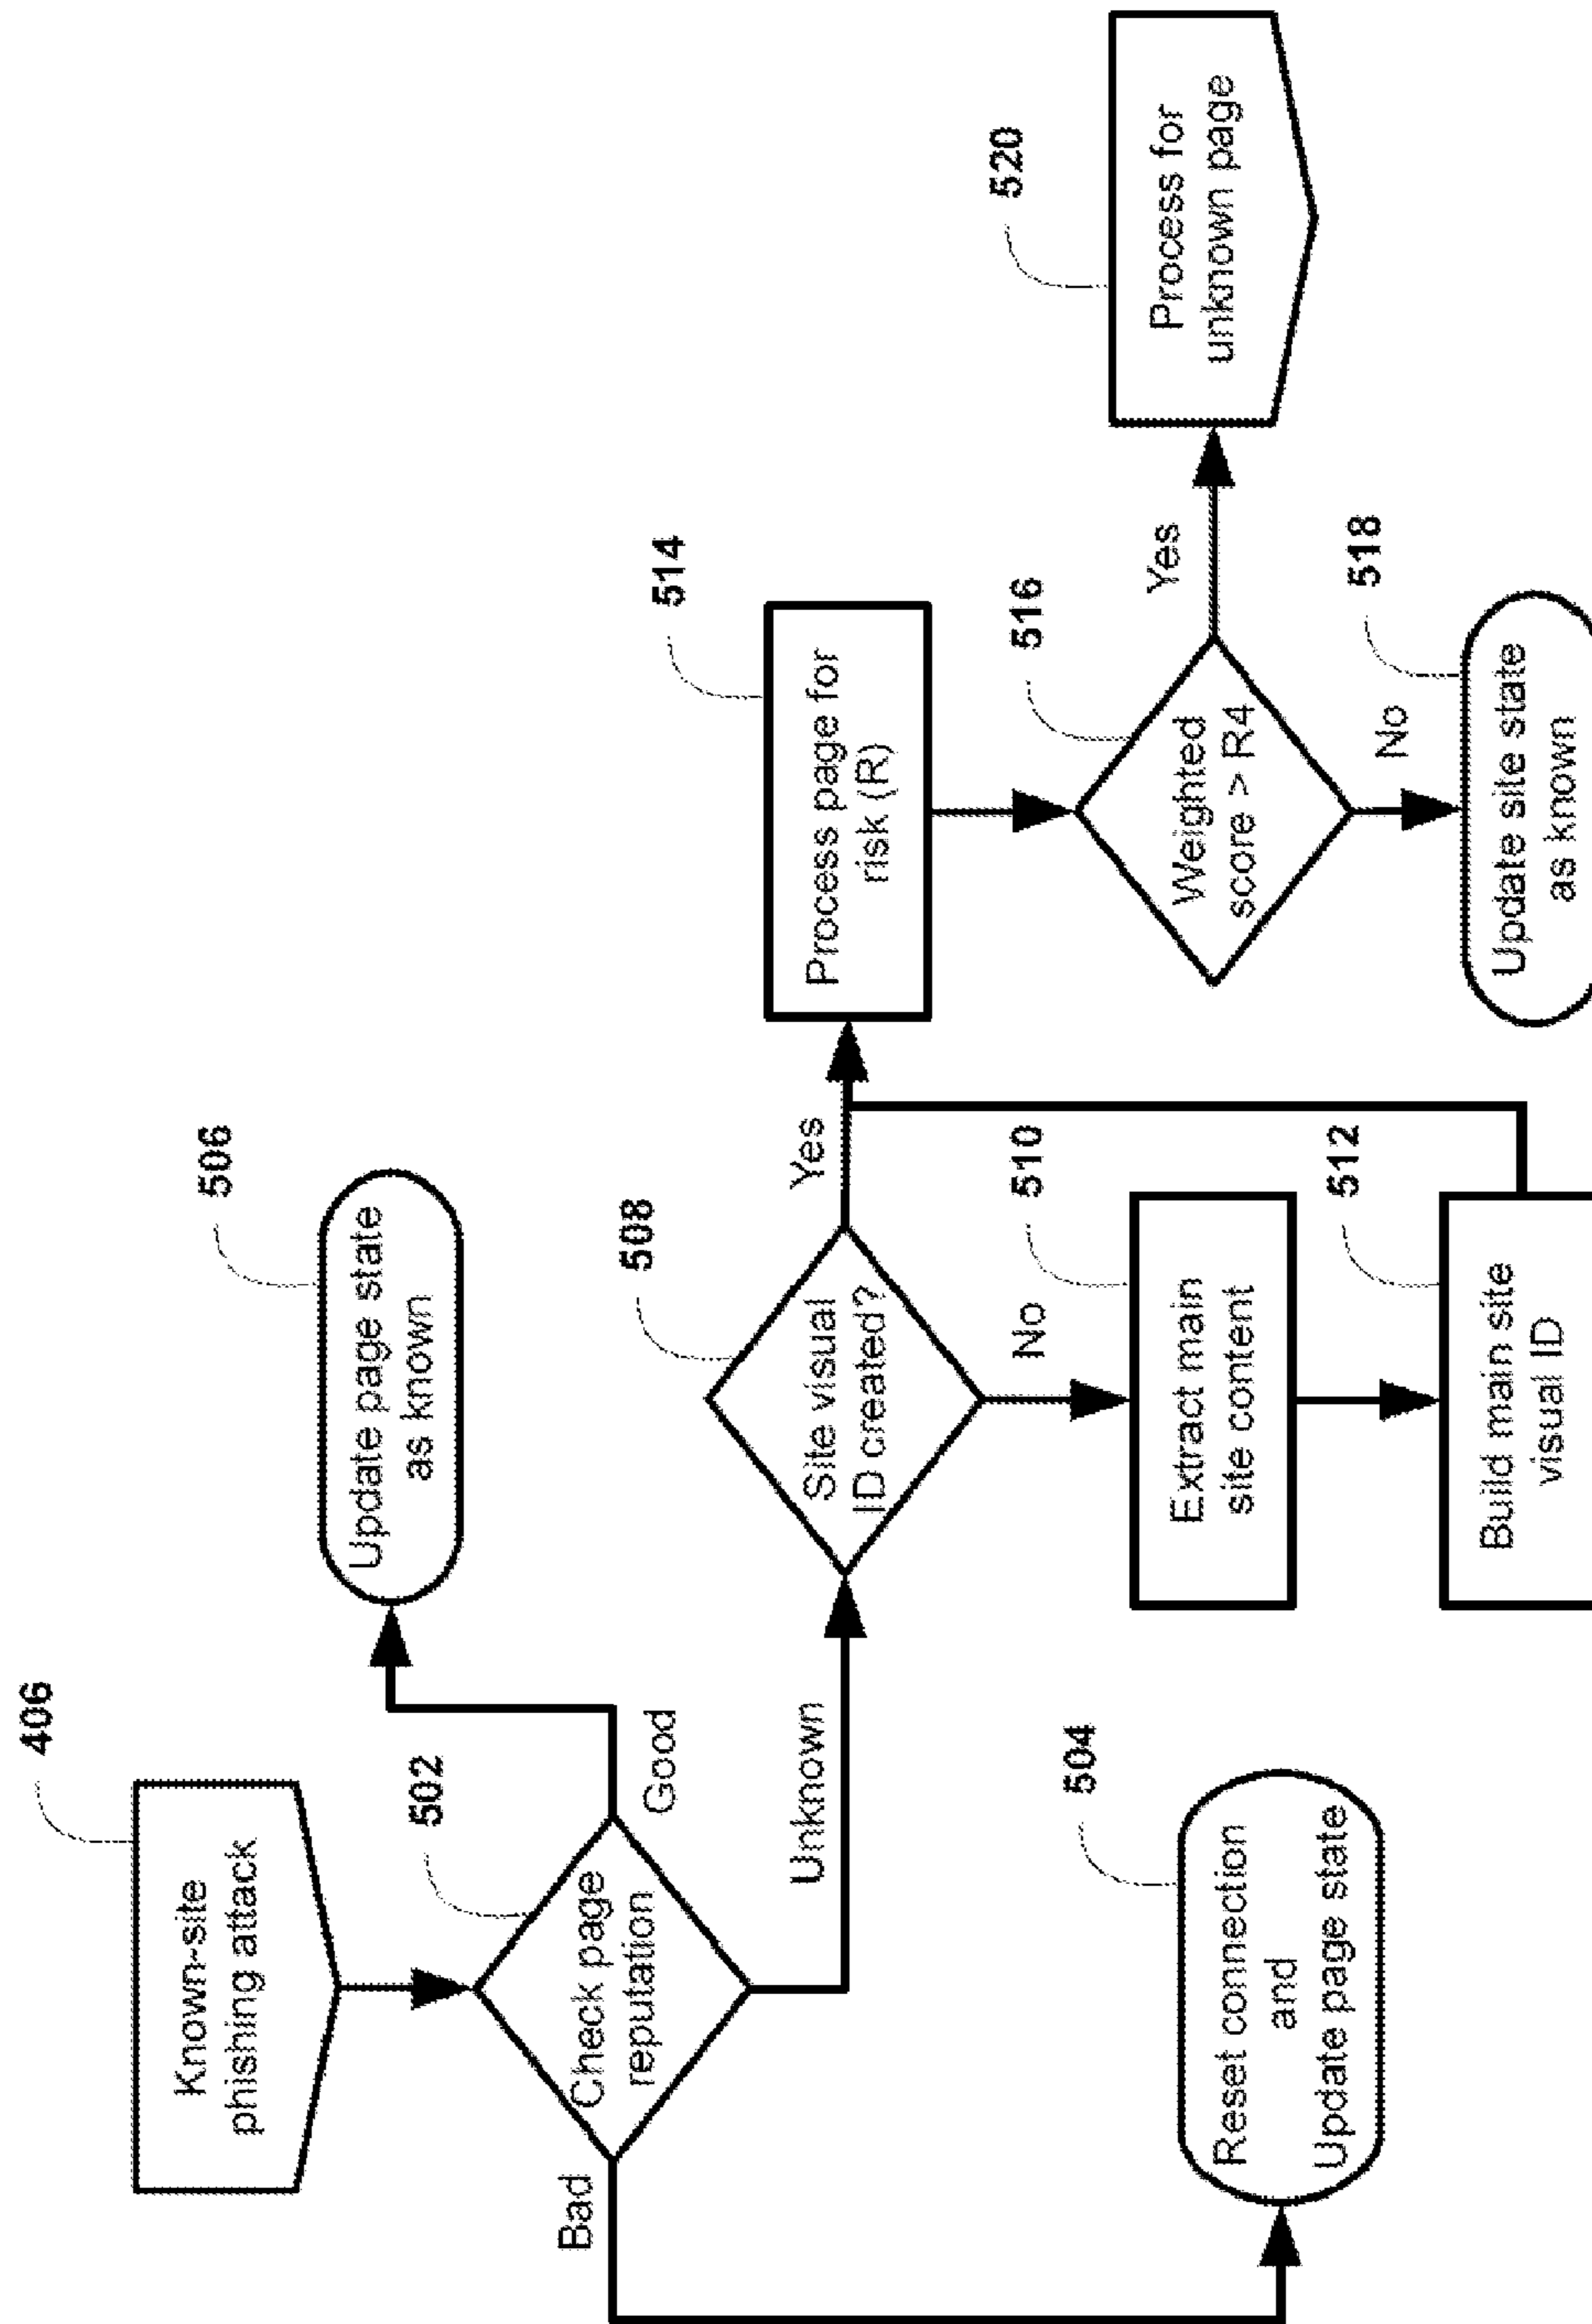 406
Known-site
phishing attack
502
Check page
reputation
Bad
Good
Unknown
504
Reset connection
and
Update page state
506
Update page state
as known
508
Site visual
ID created?
Yes
No
510
Extract main
site content
512
Build main site
visual ID
514
Process page for
risk (R)
516
Weighted
score > R4
Yes
No
518
Update site state
as known
520
Process for
unknown page